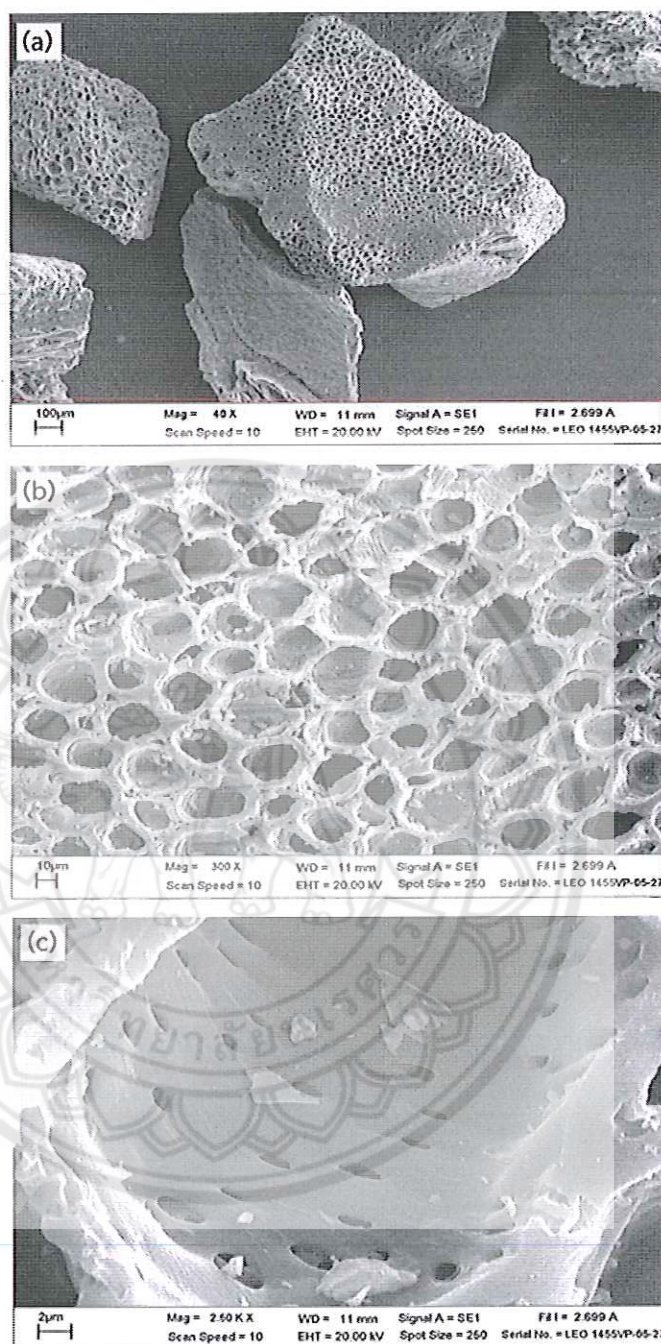 (a)
100µm Mag = 40 X WD = 11 mm Signal A = SE1 Fil I = 2.699 A
Scan Speed = 10 EHT = 20.00 kV Spot Size = 250 Serial No. = LEO 1455VP-05-27
(b)
10µm Mag = 300 X WD = 11 mm Signal A = SE1 Fil I = 2.699 A
Scan Speed = 10 EHT = 20.00 kV Spot Size = 250 Serial No. = LEO 1455VP-05-27
(c)
2µm Mag = 2.50 K X WD = 11 mm Signal A = SE1 Fil I = 2.699 A
Scan Speed = 10 EHT = 20.00 kV Spot Size = 250 Serial No. = LEO 1455VP-05-27